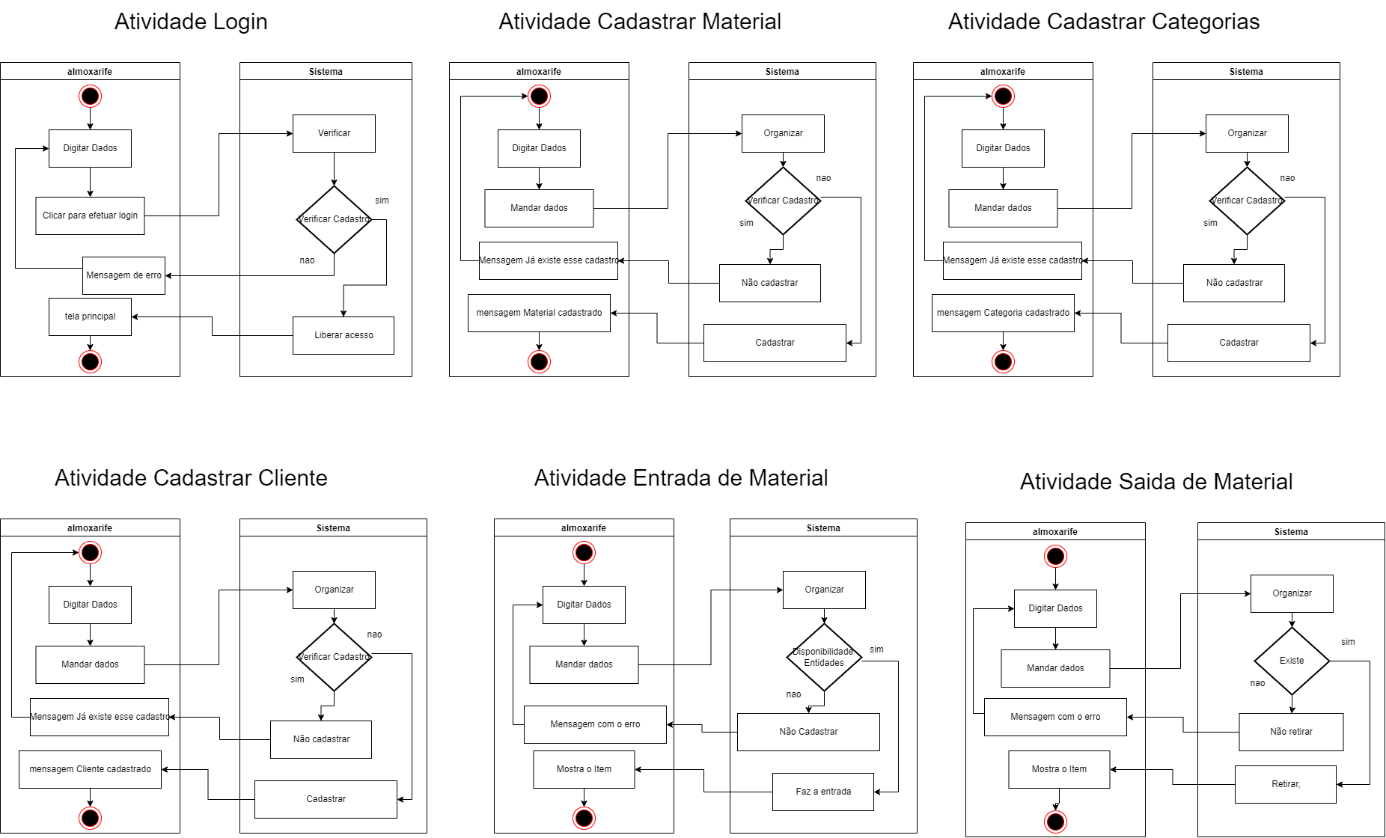 Atividade Login
almoxarife
Sistema
Digitar Dados
Verificar
Clicar para efetuar login
Verificar Cadastro
sim
nao
Mensagem de erro
tela principal
Liberar acesso
Atividade Cadastrar Material
almoxarife
Sistema
Digitar Dados
Organizar
Mandar dados
Verificar Cadastro
nao
sim
Mensagem Já existe esse cadastro
Não cadastrar
mensagem Material cadastrado
Cadastrar
Atividade Cadastrar Categorias
almoxarife
Sistema
Digitar Dados
Organizar
Mandar dados
Verificar Cadastro
nao
sim
Mensagem Já existe esse cadastro
Não cadastrar
mensagem Categoria cadastrado
Cadastrar
Atividade Cadastrar Cliente
almoxarife
Sistema
Digitar Dados
Organizar
Mandar dados
Verificar Cadastro
nao
sim
Mensagem Já existe esse cadastro
Não cadastrar
mensagem Cliente cadastrado
Cadastrar
Atividade Entrada de Material
almoxarife
Sistema
Digitar Dados
Organizar
Mandar dados
Disponibilidade
Entidades
sim
nao
Mensagem com o erro
Não Cadastrar
Mostra o Item
Faz a entrada
Atividade Saida de Material
almoxarife
Sistema
Digitar Dados
Organizar
Mandar dados
Existe
sim
nao
Mensagem com o erro
Não retirar
Mostra o Item
Retirar,